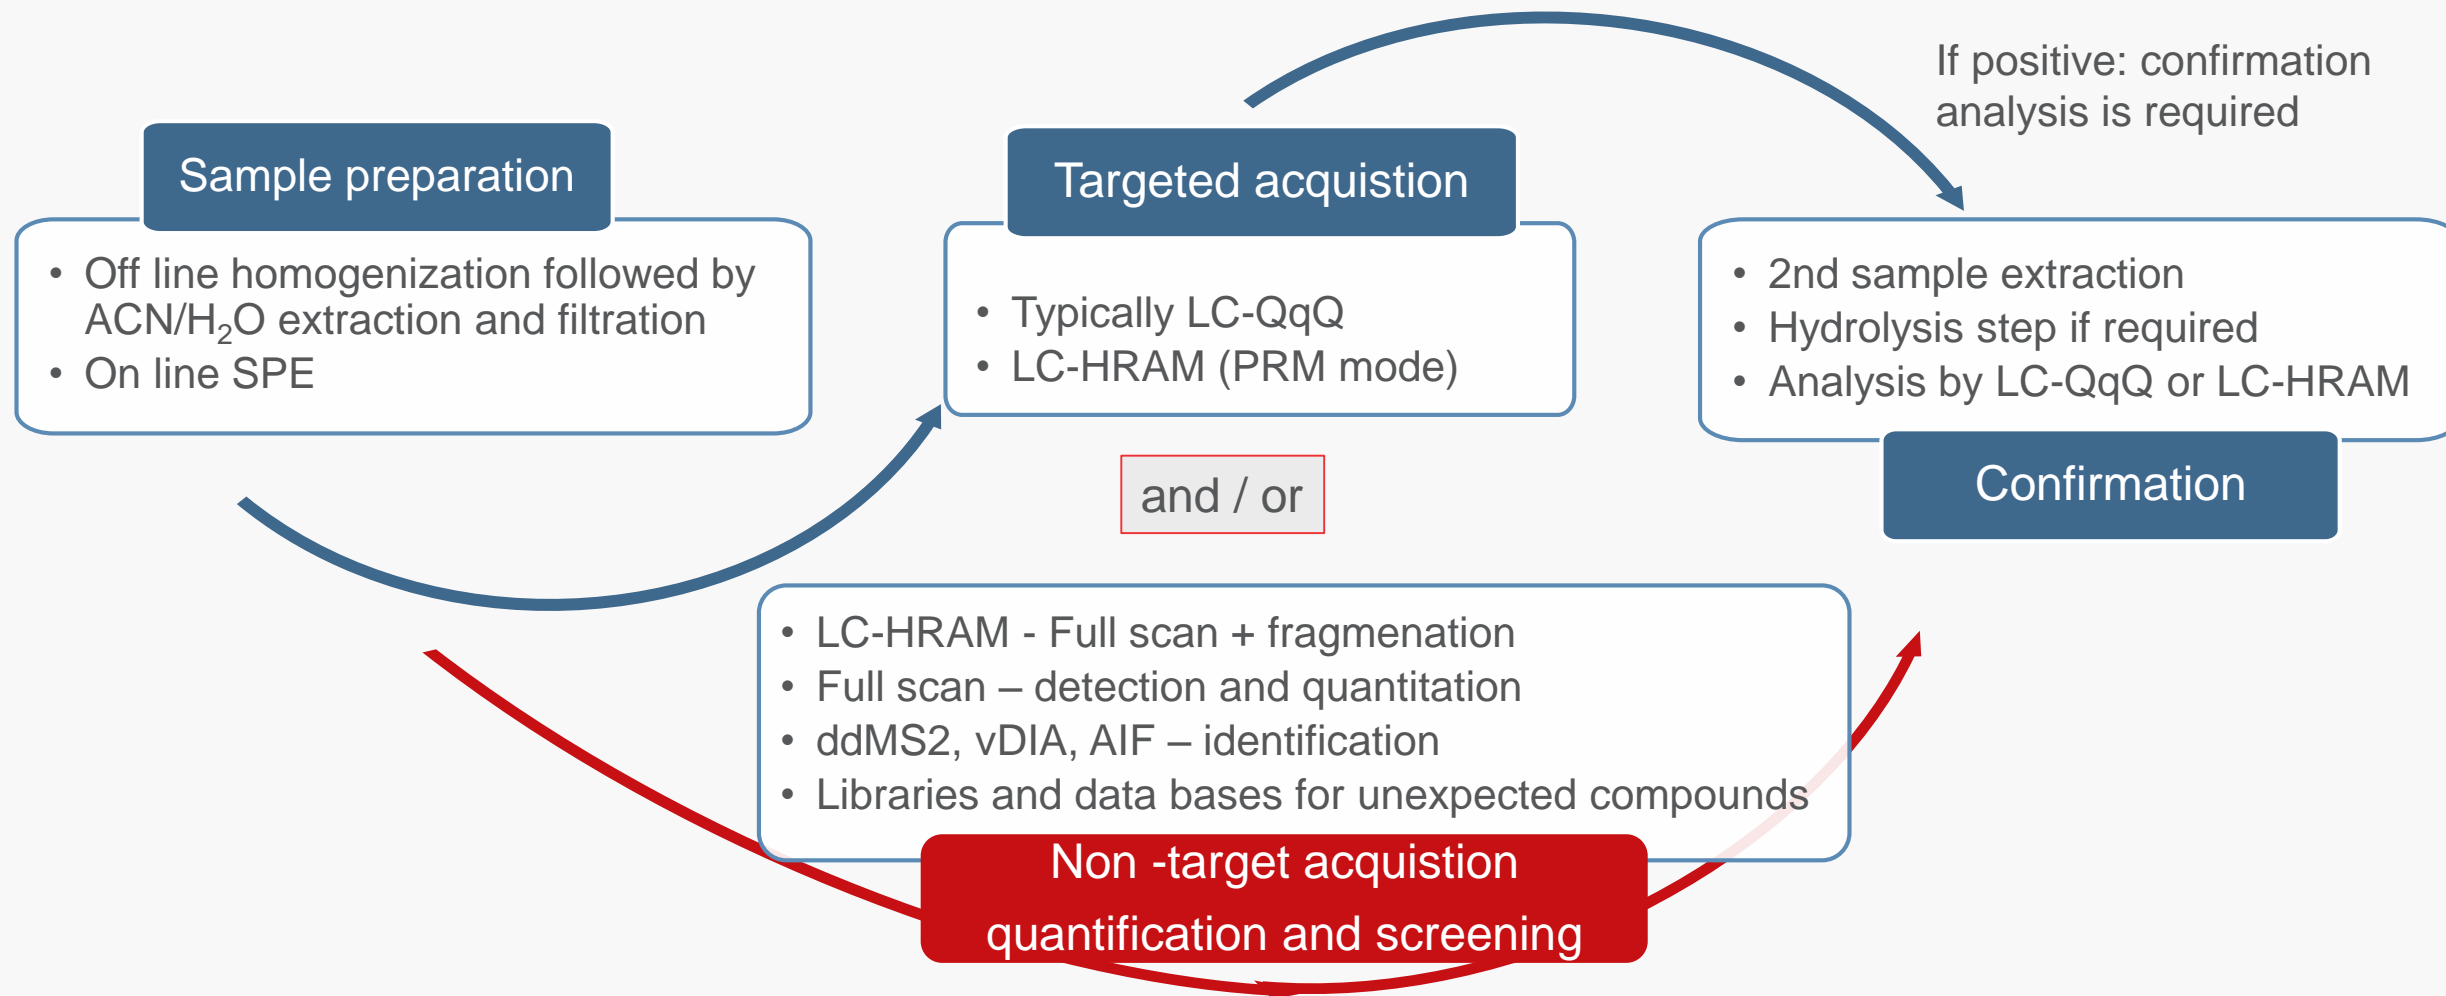 Sample preparation
• Off line homogenization followed by
ACN/H₂O extraction and filtration
• On line SPE
Targeted acquistion
• Typically LC-QqQ
• LC-HRAM (PRM mode)
If positive: confirmation
analysis is required
• 2nd sample extraction
• Hydrolysis step if required
• Analysis by LC-QqQ or LC-HRAM
Confirmation
and / or
• LC-HRAM - Full scan + fragmenation
• Full scan – detection and quantitation
• ddMS2, vDIA, AIF – identification
• Libraries and data bases for unexpected compounds
Non -target acquistion
quantification and screening